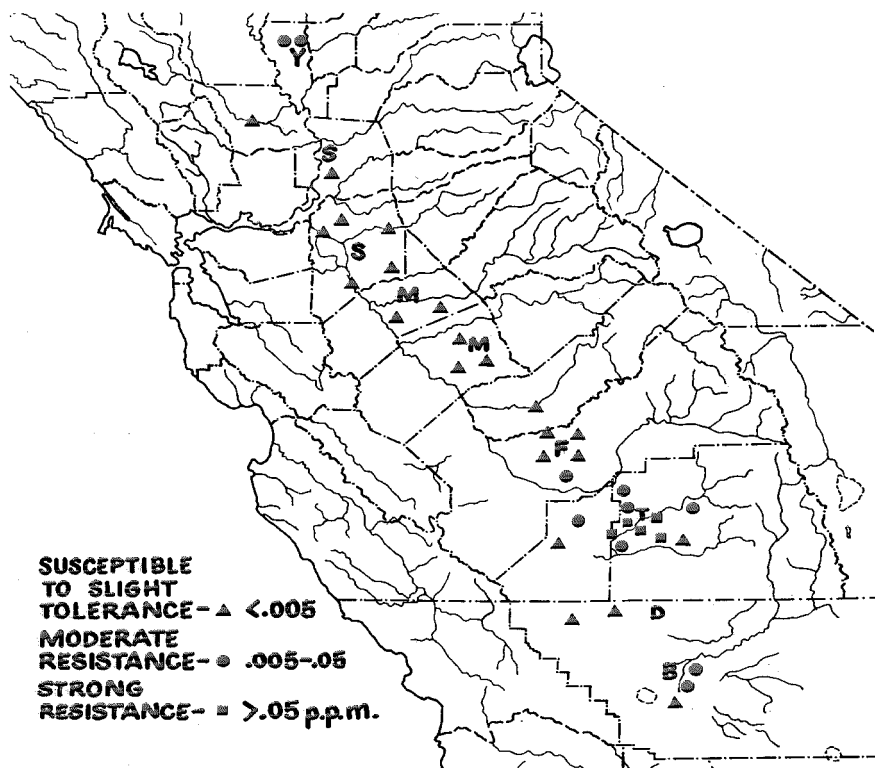 Y
S
S
M
M
F
T
D
B
SUSCEPTIBLE
TO SLIGHT
TOLERANCE- ▲ <.005
MODERATE
RESISTANCE- ● .005-.05
STRONG
RESISTANCE- ■ >.05 p.p.m.